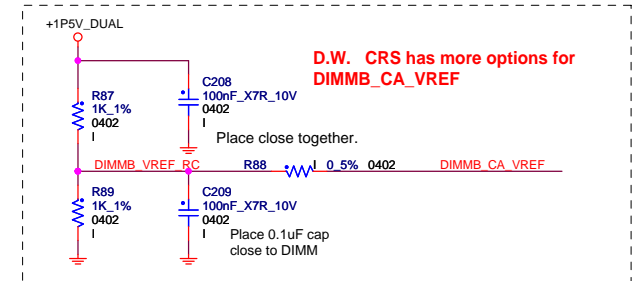 +1P5V_DUAL
D.W. CRS has more options for
DIMMB_CA_VREF
R87
1K_1%
0402
I
C208
100nF_X7R_10V
0402
I
Place close together.
DIMMB_VREF_RC
R88
I
0_5%
0402
DIMMB_CA_VREF
R89
1K_1%
0402
I
C209
100nF_X7R_10V
0402
I
Place 0.1uF cap
close to DIMM